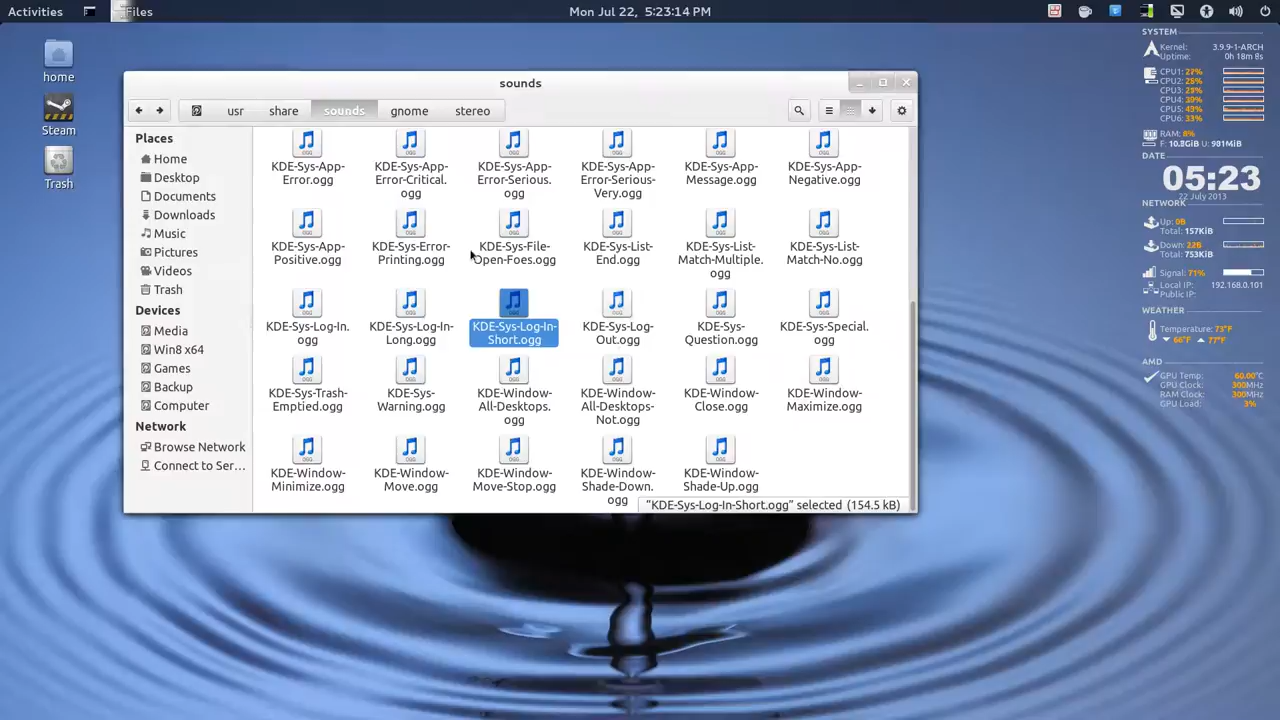 Activities Files Mon Jul 22, 5:23:14 PM
home
Steam
Trash
sounds
usr share sounds gnome stereo
Places
Home
Desktop
Documents
Downloads
Music
Pictures
Videos
Trash
Devices
Media
Win8 x64
Games
Backup
Computer
Network
Browse Network
Connect to Ser...
KDE-Sys-App-
Error.ogg
KDE-Sys-App-
Error-Critical.
ogg
KDE-Sys-App-
Error-Serious.
ogg
KDE-Sys-App-
Error-Serious-
Very.ogg
KDE-Sys-App-
Message.ogg
KDE-Sys-App-
Negative.ogg
KDE-Sys-App-
Positive.ogg
KDE-Sys-Error-
Printing.ogg
KDE-Sys-File-
Open-Foes.ogg
KDE-Sys-List-
End.ogg
KDE-Sys-List-
Match-Multiple.
ogg
KDE-Sys-List-
Match-No.ogg
KDE-Sys-Log-In.
ogg
KDE-Sys-Log-In-
Long.ogg
KDE-Sys-Log-In-
Short.ogg
KDE-Sys-Log-
Out.ogg
KDE-Sys-
Question.ogg
KDE-Sys-Special.
ogg
KDE-Sys-Trash-
Emptied.ogg
KDE-Sys-
Warning.ogg
KDE-Window-
All-Desktops.
ogg
KDE-Window-
All-Desktops-
Not.ogg
KDE-Window-
Close.ogg
KDE-Window-
Maximize.ogg
KDE-Window-
Minimize.ogg
KDE-Window-
Move.ogg
KDE-Window-
Move-Stop.ogg
KDE-Window-
Shade-Down.
ogg
KDE-Window-
Shade-Up.ogg
"KDE-Sys-Log-In-Short.ogg" selected (154.5 kB)
SYSTEM
Kernel: 3.9.9-1-ARCH
Uptime: 0h 18m 8s
CPU1: 27%
CPU2: 25%
CPU3: 25%
CPU4: 39%
CPU5: 43%
CPU6: 33%
RAM: 8%
F: 10.8GiB U: 981MiB
DATE
05:23
22 July 2013
NETWORK
Up: 0B
Total: 157KiB
Down: 22B
Total: 753KiB
Signal: 71%
Local IP: 192.168.0.101
Public IP:
WEATHER
Temperature: 73°F
66°F 77°F
AMD
GPU Temp: 60.00°C
GPU Clock: 300MHz
RAM Clock: 300MHz
GPU Load: 3%